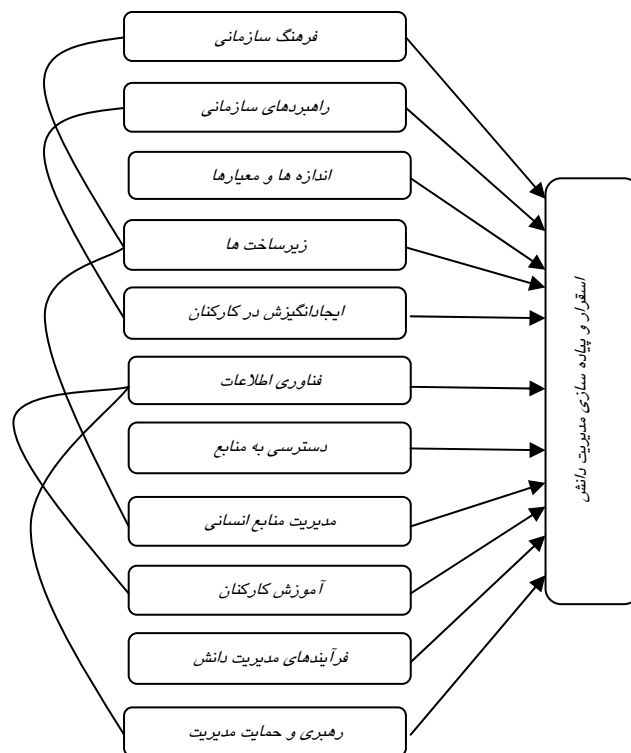 فرهنگ سازمانی
راهبردهای سازمانی
اندازه ها و معیارها
زیرساخت ها
ایجادانگیزش در کارکنان
فناوری اطلاعات
دسترسی به منابع
مدیریت منابع انسانی
آموزش کارکنان
فرآیندهای مدیریت دانش
رهبری و حمایت مدیریت
استقرار و پیاده سازی مدیریت دانش